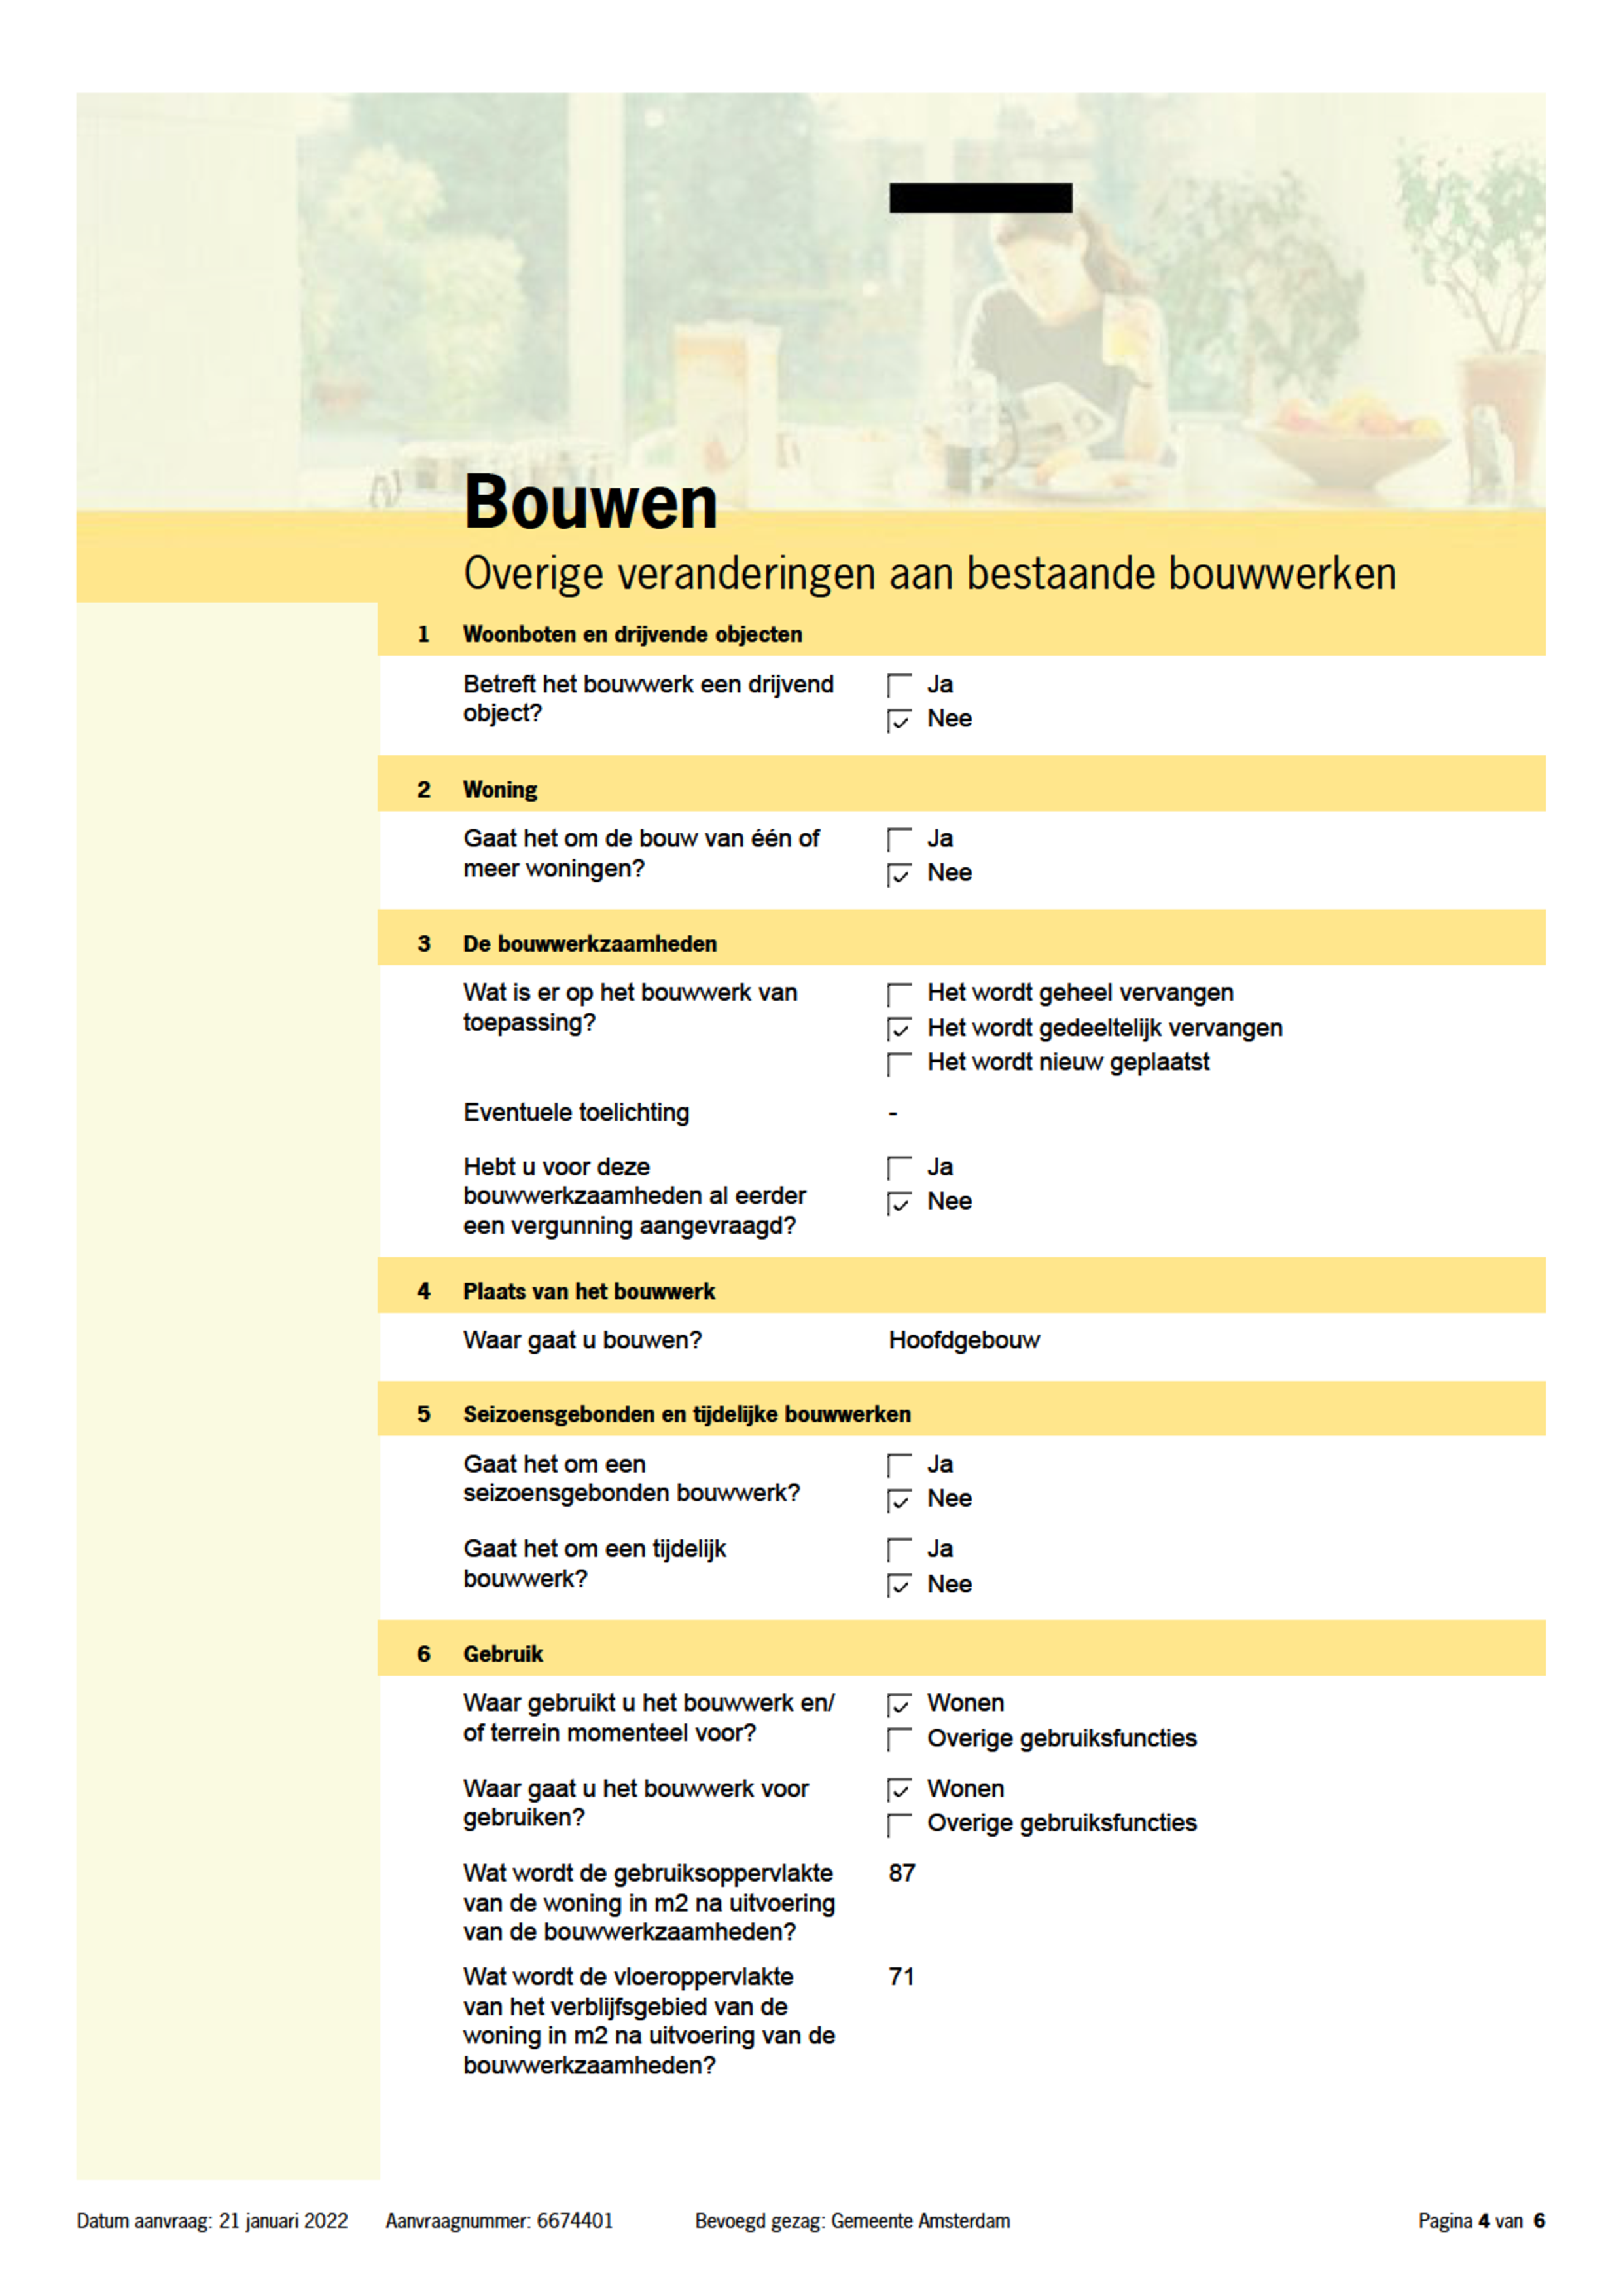 Bouwen
Overige veranderingen aan bestaande bouwwerken
1 Woonboten en drijvende objecten
Betreft het bouwwerk een drijvend
object?
Ja
Nee
2 Woning
Gaat het om de bouw van één of
meer woningen?
Ja
Nee
3 De bouwwerkzaamheden
Wat is er op het bouwwerk van
toepassing?
Het wordt geheel vervangen
Het wordt gedeeltelijk vervangen
Het wordt nieuw geplaatst
Eventuele toelichting -
Hebt u voor deze
bouwwerkzaamheden al eerder
een vergunning aangevraagd?
Ja
Nee
4 Plaats van het bouwwerk
Waar gaat u bouwen? Hoofdgebouw
5 Seizoensgebonden en tijdelijke bouwwerken
Gaat het om een
seizoensgebonden bouwwerk?
Ja
Nee
Gaat het om een tijdelijk
bouwwerk?
Ja
Nee
6 Gebruik
Waar gebruikt u het bouwwerk en/
of terrein momenteel voor?
Wonen
Overige gebruiksfuncties
Waar gaat u het bouwwerk voor
gebruiken?
Wonen
Overige gebruiksfuncties
Wat wordt de gebruiksoppervlakte
van de woning in m2 na uitvoering
van de bouwwerkzaamheden?
87
Wat wordt de vloeroppervlakte
van het verblijfsgebied van de
woning in m2 na uitvoering van de
bouwwerkzaamheden?
71
Datum aanvraag: 21 januari 2022 Aanvraagnummer: 6674401 Bevoegd gezag: Gemeente Amsterdam Pagina 4 van 6